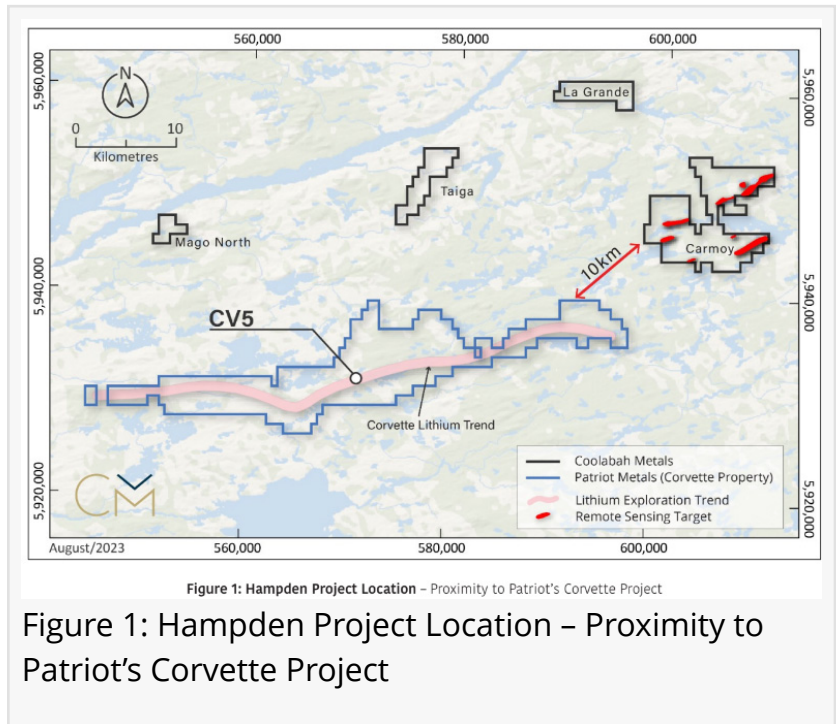 560,000
580,000
600,000
5,960,000
5,960,000
N
0
10
Kilometres
La Grande
Taiga
Mago North
Carmoy
10km
5,940,000
5,940,000
CV5
Corvette Lithium Trend
Coolabah Metals
Patriot Metals (Corvette Property)
Lithium Exploration Trend
Remote Sensing Target
CM
5,920,000
5,920,000
August/2023
560,000
580,000
600,000
Figure 1: Hampden Project Location – Proximity to Patriot's Corvette Project
Figure 1: Hampden Project Location – Proximity to
Patriot’s Corvette Project